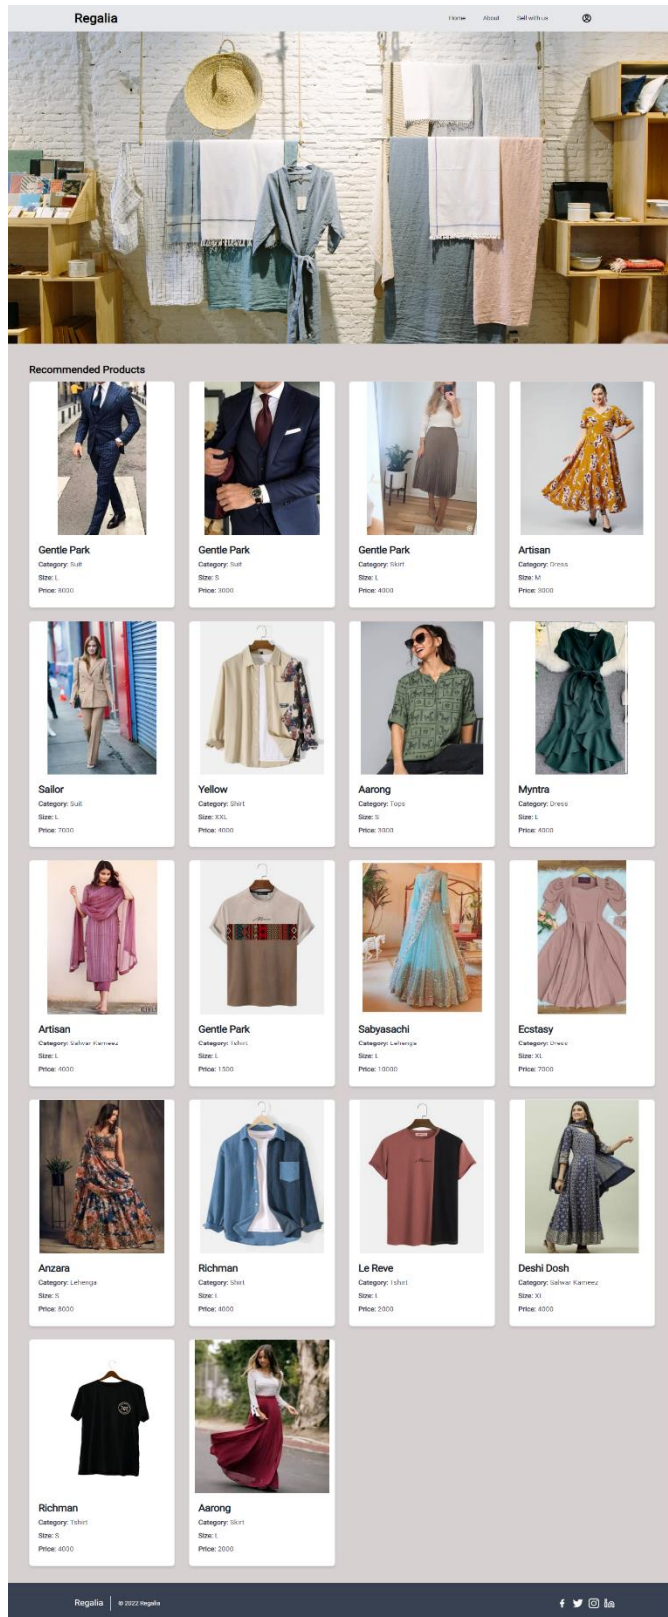 Regalia
Home About Sell with us
Recommended Products
Gentle Park
Category: Suit
Size: L
Price: 8000
Gentle Park
Category: Suit
Size: S
Price: 3000
Gentle Park
Category: Skirt
Size: L
Price: 4000
Artisan
Category: Dress
Size: M
Price: 3000
Sailor
Category: Suit
Size: L
Price: 7000
Yellow
Category: Shirt
Size: XXL
Price: 4000
Aarong
Category: Tops
Size: S
Price: 3000
Myntra
Category: Dress
Size: L
Price: 4000
Artisan
Category: Salwar Kameez
Size: L
Price: 4000
Gentle Park
Category: Tshirt
Size: L
Price: 1500
Sabyasachi
Category: Lehenga
Size: L
Price: 10000
Ecstasy
Category: Dress
Size: XL
Price: 7000
Anzara
Category: Lehenga
Size: S
Price: 8000
Richman
Category: Shirt
Size: L
Price: 4000
Le Reve
Category: Tshirt
Size: L
Price: 2000
Deshi Dosh
Category: Salwar Kameez
Size: XL
Price: 4000
Richman
Category: Tshirt
Size: S
Price: 4000
Aarong
Category: Skirt
Size: L
Price: 2000
Regalia © 2022 Regalia